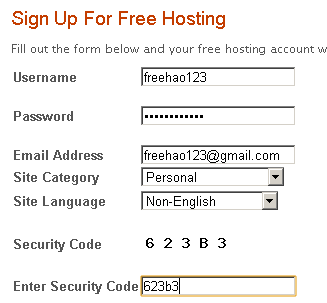 Sign Up For Free Hosting
Fill out the form below and your free hosting account w
Username freehao123
Password ••••••••••••
Email Address freehao123@gmail.com
Site Category Personal
Site Language Non-English
Security Code 6 2 3 B 3
Enter Security Code 623b3